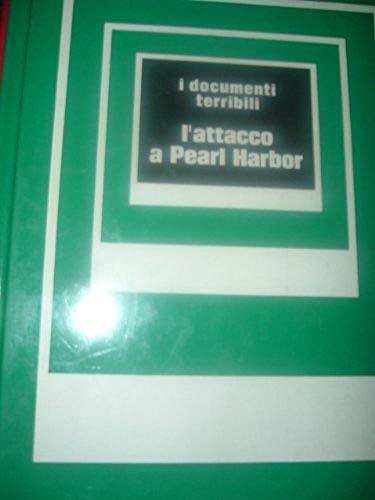 i documenti
terribili
l'attacco
a Pearl Harbor